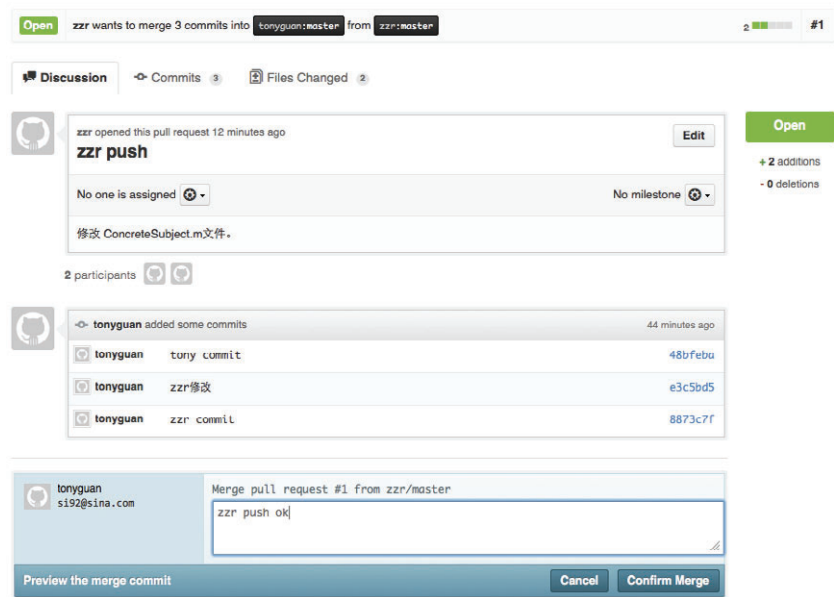 Open zzr wants to merge 3 commits into tonyguan:master from zzr:master 2 #1
Discussion Commits 3 Files Changed 2
zzr opened this pull request 12 minutes ago
zzr push
Edit
Open
+ 2 additions
- 0 deletions
No one is assigned
No milestone
修改 ConcreteSubject.m文件。
2 participants
tonyguan added some commits 44 minutes ago
tonyguan tony commit 48bfebu
tonyguan zzr修改 e3c5bd5
tonyguan zzr commit 8873c7f
tonyguan
si92@sina.com
Merge pull request #1 from zzr/master
zzr push ok
Preview the merge commit Cancel Confirm Merge